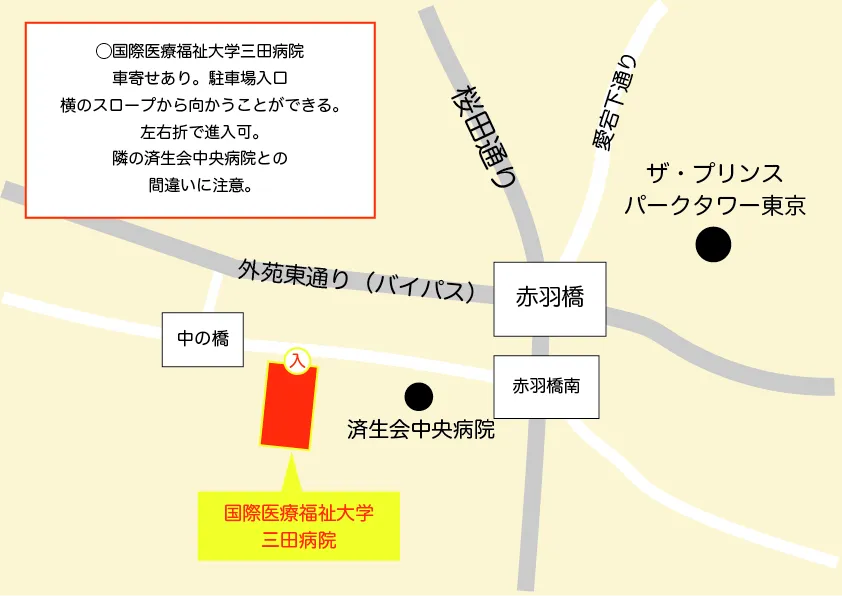 ○国際医療福祉大学三田病院
車寄せあり。駐車場入口
横のスロープから向かうことができる。
左右折で進入可。
隣の済生会中央病院との
間違いに注意。
桜田通り
愛宕下通り
ザ・プリンス
パークタワー東京
外苑東通り（バイパス）
赤羽橋
中の橋
入
赤羽橋南
済生会中央病院
国際医療福祉大学
三田病院